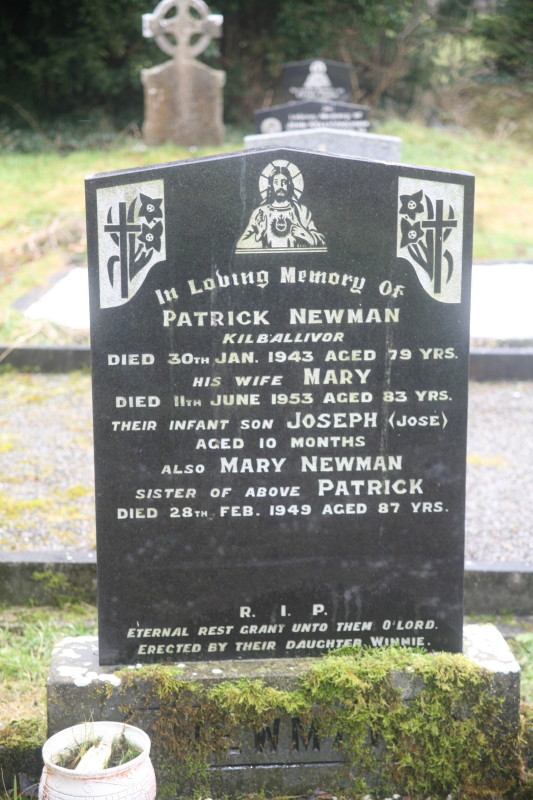 In Loving Memory Of
PATRICK NEWMAN
KILBALLIVOR
DIED 30TH JAN. 1943 AGED 79 YRS.
HIS WIFE MARY
DIED 11TH JUNE 1953 AGED 83 YRS.
THEIR INFANT SON JOSEPH (JOSE)
AGED 10 MONTHS
ALSO MARY NEWMAN
SISTER OF ABOVE PATRICK
DIED 28TH FEB. 1949 AGED 87 YRS.
R. I. P.
ETERNAL REST GRANT UNTO THEM O'LORD.
ERECTED BY THEIR DAUGHTER WINNIE.
NEWMAN